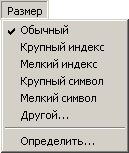 Размер
Обычный
Крупный индекс
Мелкий индекс
Крупный символ
Мелкий символ
Другой...
Определить...